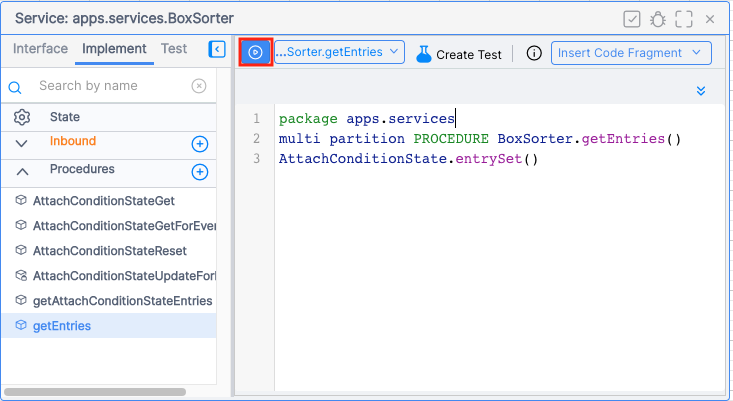 Service: apps.services.BoxSorter
Interface Implement Test
...Sorter.getEntries
Create Test
Insert Code Fragment
Search by name
State
Inbound
Procedures
AttachConditionStateGet
AttachConditionStateGetForEver
AttachConditionStateReset
AttachConditionStateUpdateForI
getAttachConditionStateEntries
getEntries
1 package apps.services
2 multi partition PROCEDURE BoxSorter.getEntries()
3 AttachConditionState.entrySet()